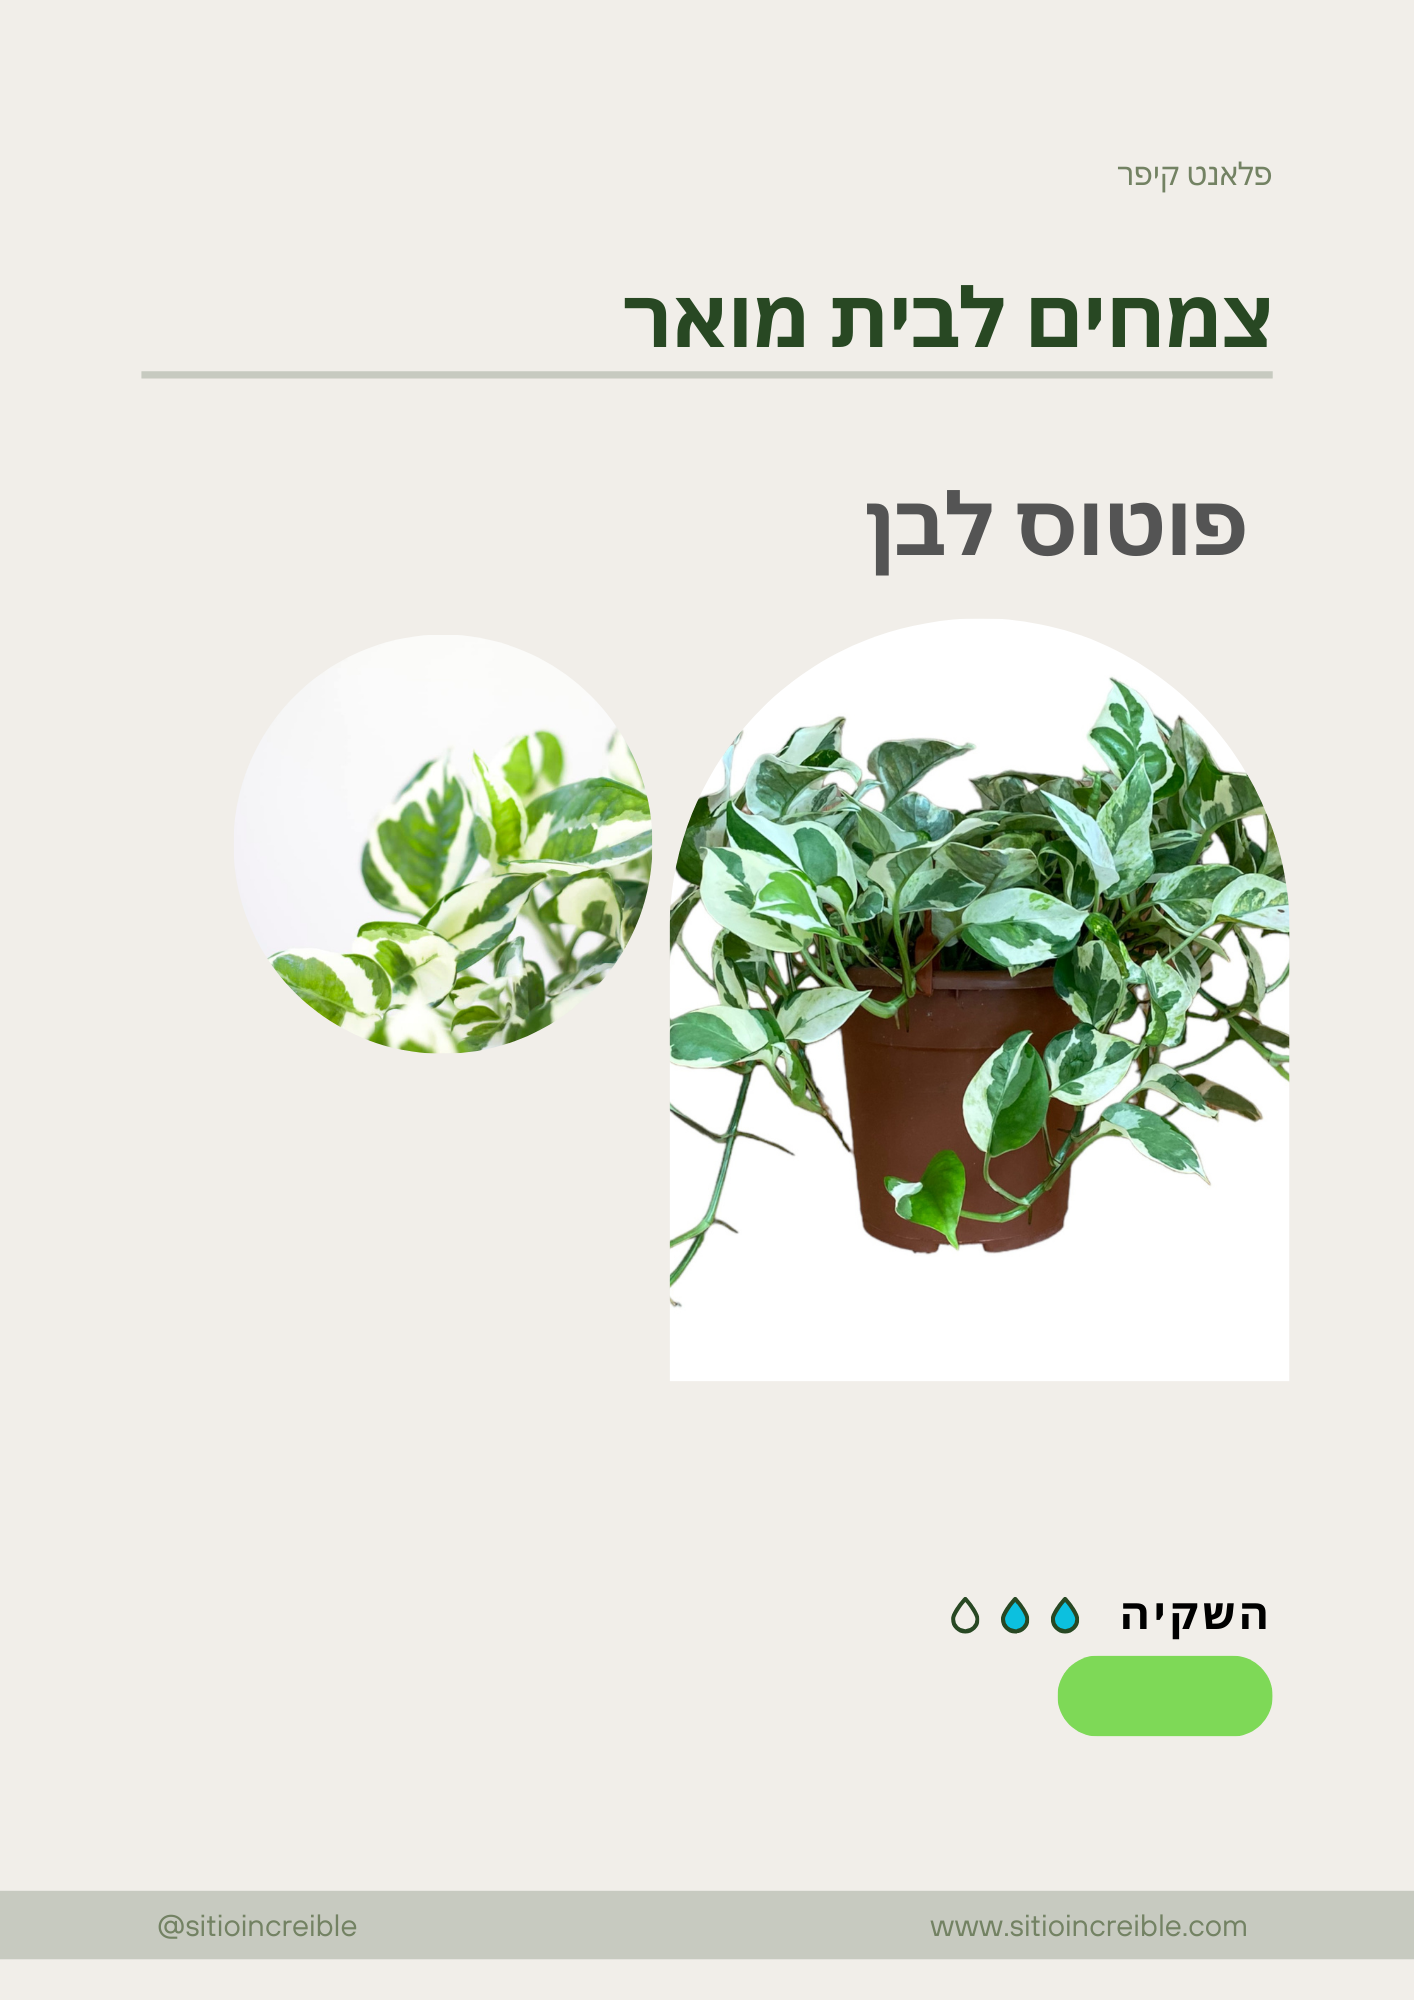 פלאנט קיפר
צמחים לבית מואר
פוטוס לבן
השקיה
@sitioincreible
www.sitioincreible.com